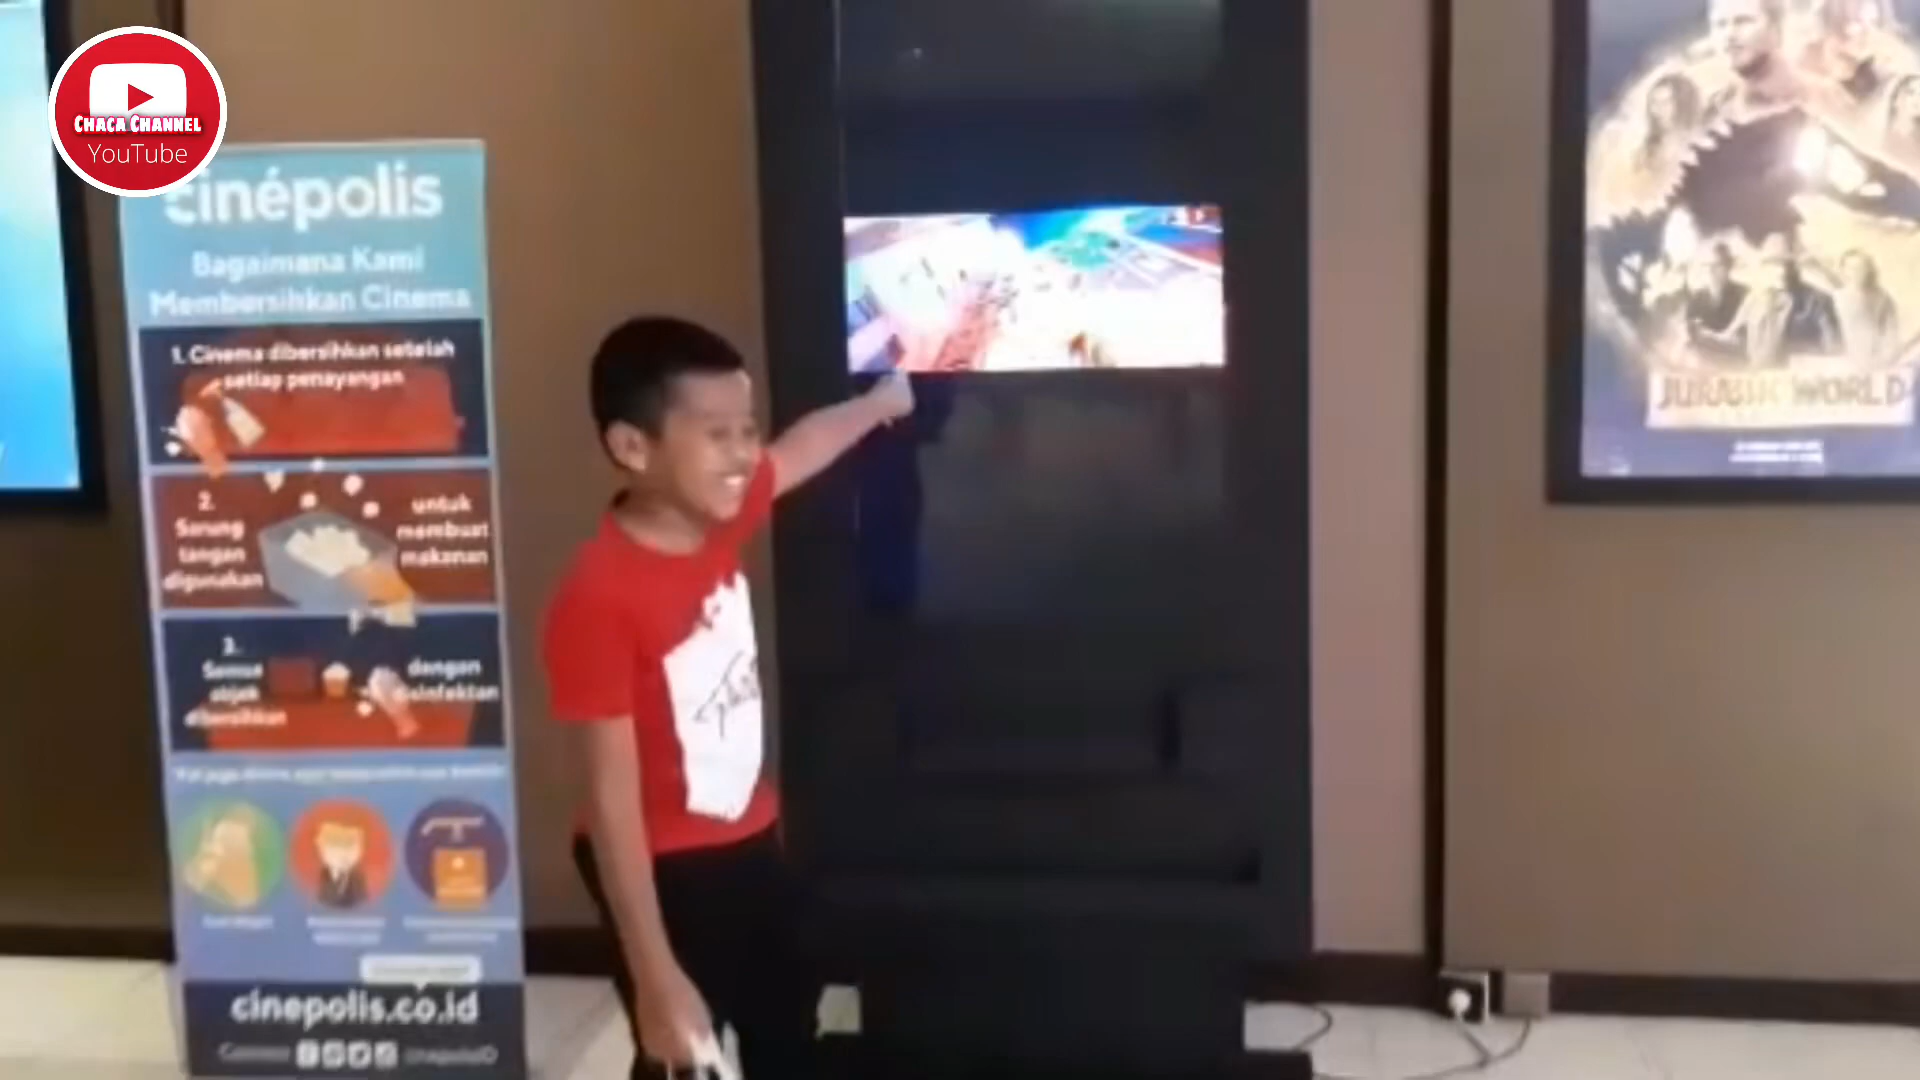 CHACA CHANNEL
YouTube
cinépolis
Bagaimana Kami
Membersihkan Cinema
1. Cinema dibersihkan setelah
setiap penayangan
2.
Sarung
tangan
digunakan
untuk
membuat
makanan
3.
Semua
objek
dibersihkan
dengan
disinfektan
cinepolis.co.id
JURASSIC WORLD